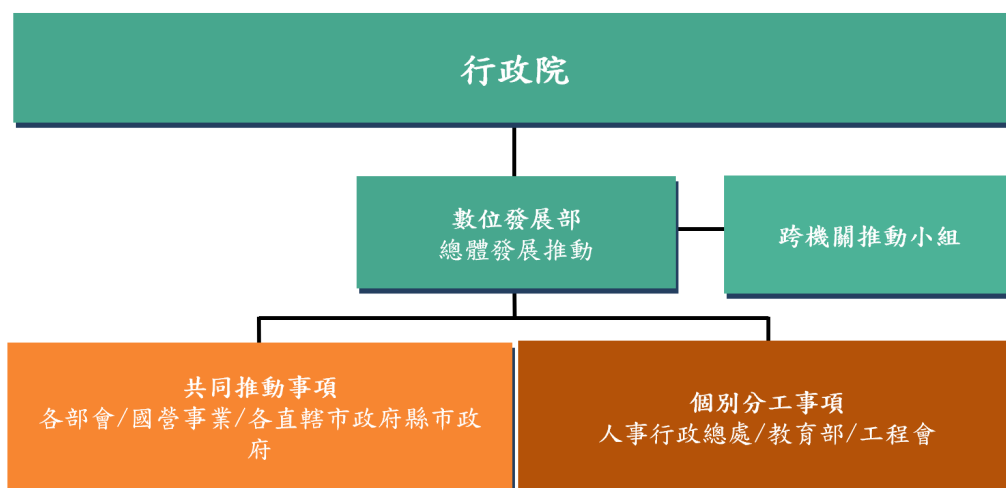 行政院
數位發展部
總體發展推動
跨機關推動小組
共同推動事項
各部會/國營事業/各直轄市政府縣市政
府
個別分工事項
人事行政總處/教育部/工程會